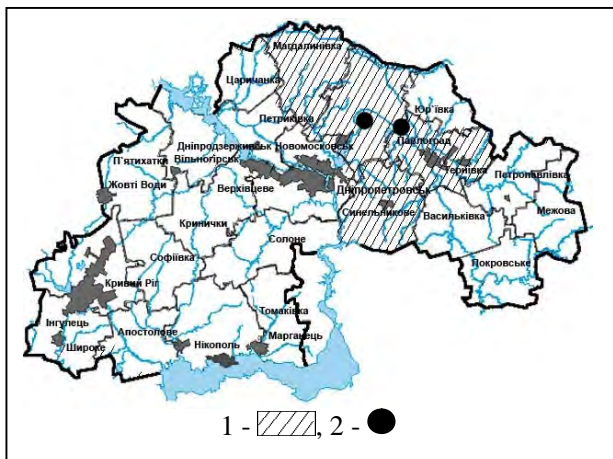 Магдалинівка
Царичанка
Юр`ївка
Петриківка
Павлоград
Дніпродзержинськ Новомосковськ
П`ятихатки Вільногірськ
Тернівка
Петропавлівка
Жовті Води
Верхівцеве
Дніпропетровськ
Синельникове
Васильківка
Межова
Кринички
Солоне
Софіївка
Покровське
Кривий Ріг
Томаківка
Інгулець
Апостолове
Марганець
Широке
Нікополь
1 - , 2 -